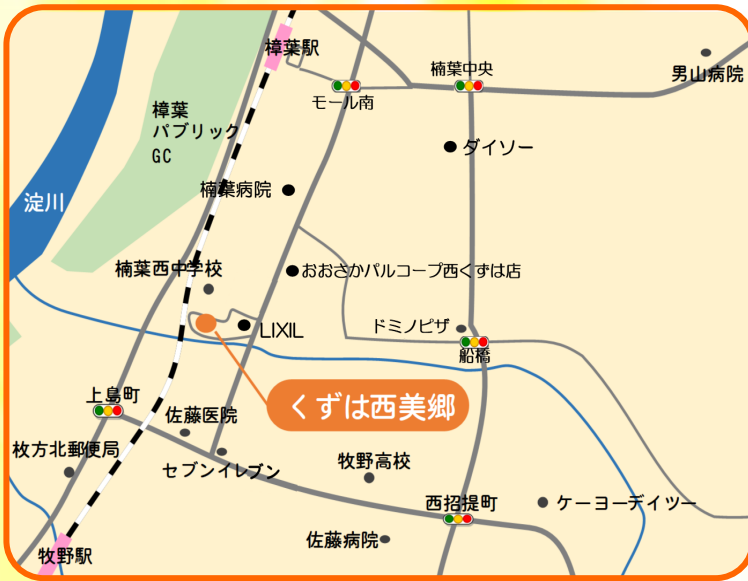 樟葉駅
楠葉中央
男山病院
モール南
樟葉
パブリック
GC
ダイソー
楠葉病院
淀川
楠葉西中学校
おおさかパルコープ西くずは店
LIXIL
ドミノピザ
船橋
上島町
くずは西美郷
佐藤医院
枚方北郵便局
セブンイレブン
牧野高校
西招提町
ケーヨーデイツー
佐藤病院
牧野駅